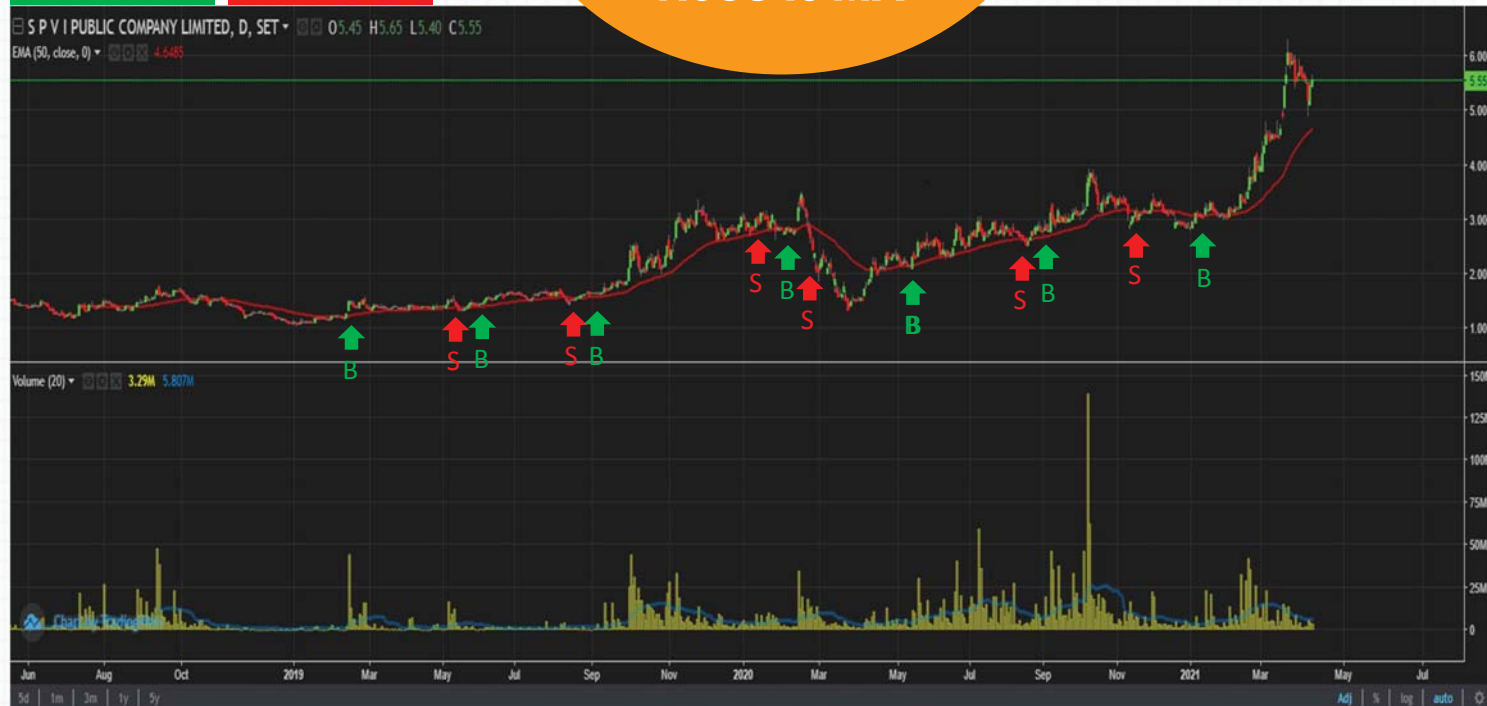 S P V I PUBLIC COMPANY LIMITED, D, SET O5.45 H5.65 L5.40 C5.55
EMA (50, close, 0) 4.6485
6.00
5.55
5.00
4.00
3.00
2.00
1.00
B
S
B
S
B
S
B
S
B
S
B
S
B
Volume (20) 3.29M 5.807M
150M
125M
100M
75M
50M
25M
0
Jun Aug Oct 2019 Mar May Jul Sep Nov 2020 Mar May Jul Sep Nov 2021 Mar May Jul
5d 1m 3m 1y 5y Adj % log auto